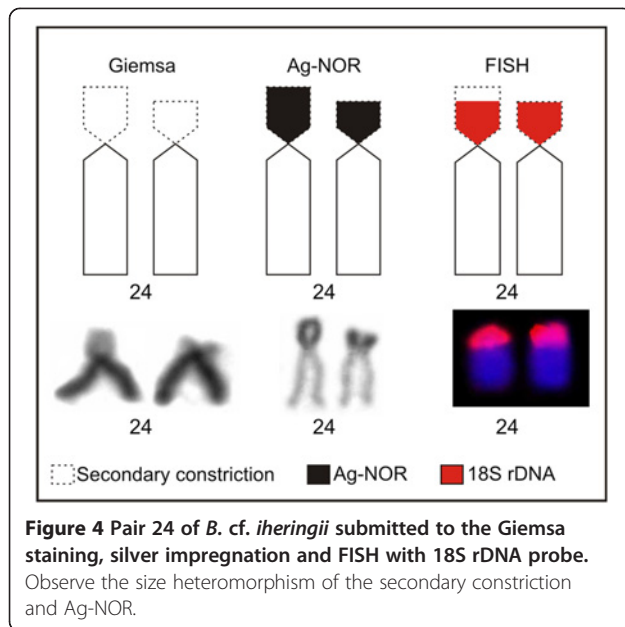 Giemsa Ag-NOR FISH
24 24 24
24 24 24
Secondary constriction Ag-NOR 18S rDNA
Figure 4 Pair 24 of B. cf. iheringii submitted to the Giemsa
staining, silver impregnation and FISH with 18S rDNA probe.
Observe the size heteromorphism of the secondary constriction
and Ag-NOR.